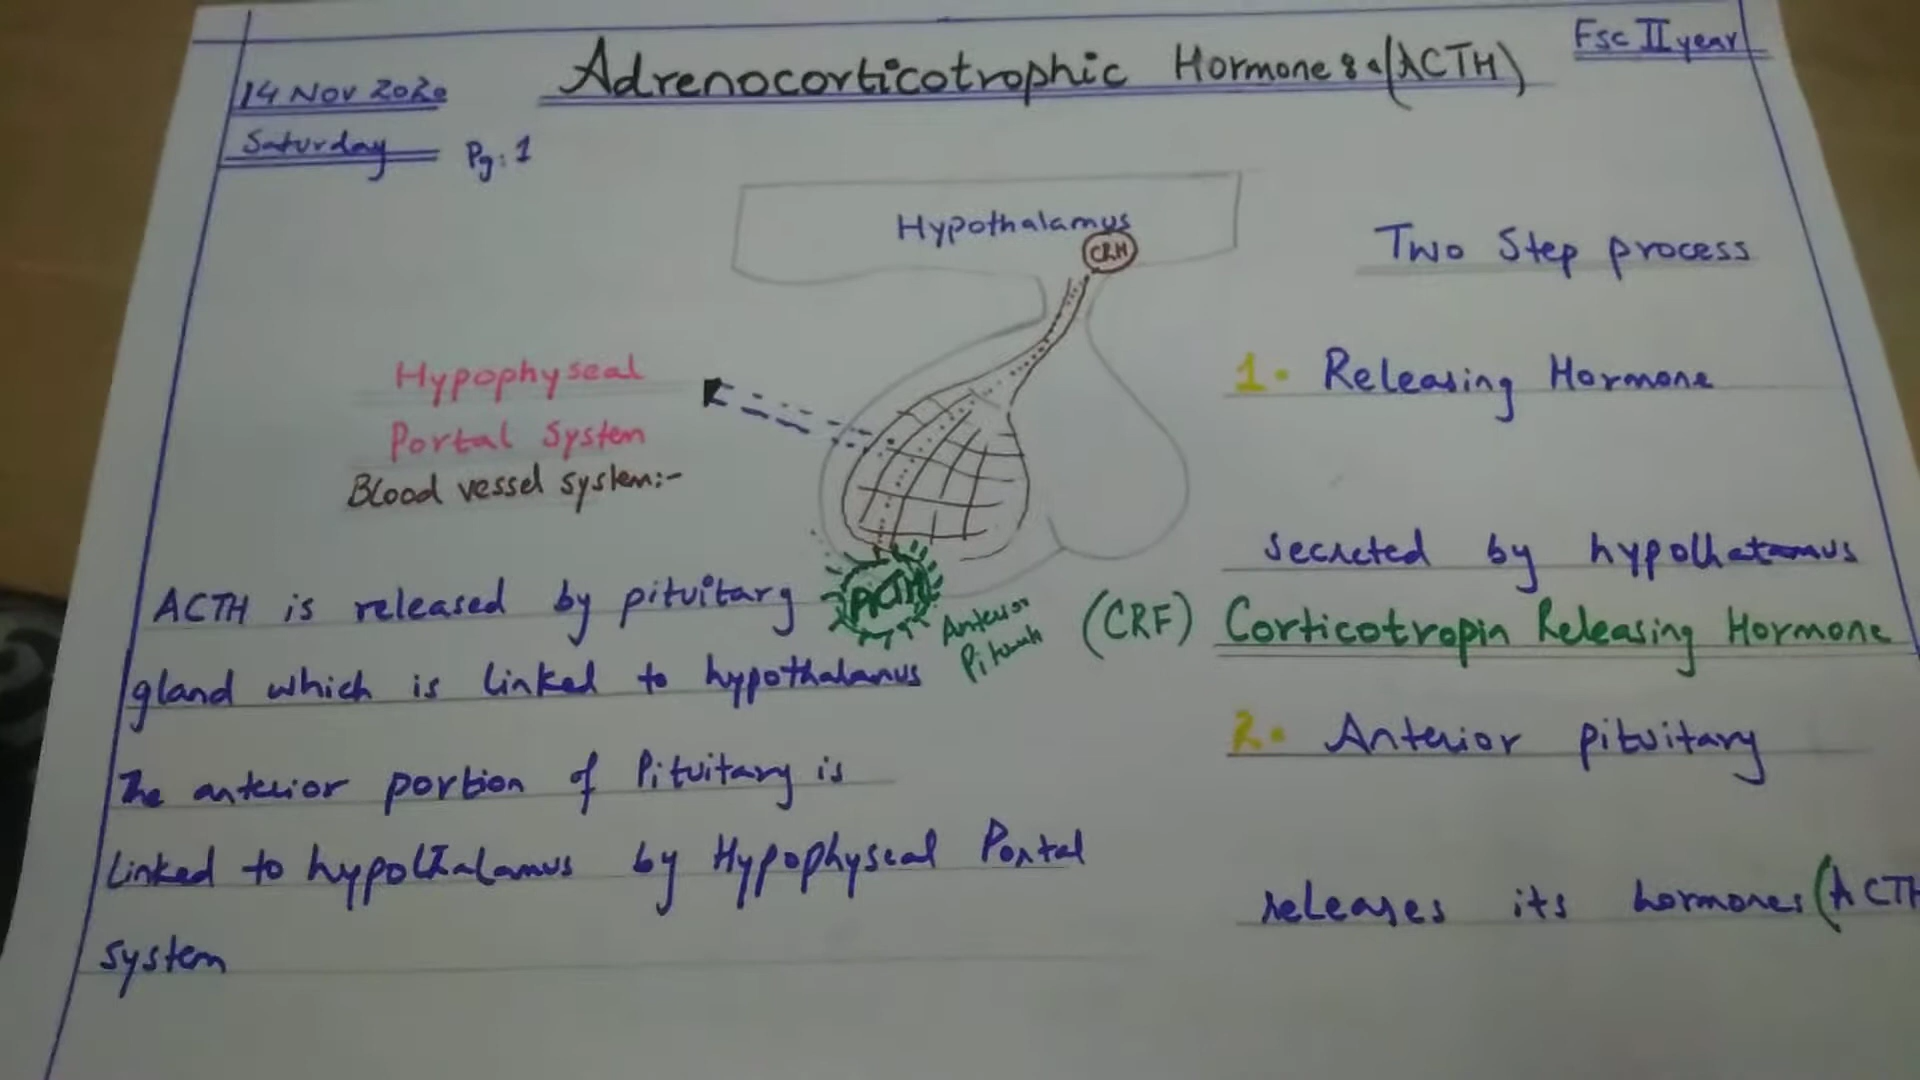 Fsc II year
14 Nov 2020
Adrenocorticotrophic Hormone :- (ACTH)
Saturday Pg: 1
Hypothalamus
CRH
Two Step process
Hypophyseal
Portal System
Blood vessel system:-
1. Releasing Hormone
secreted by hypothatamus
ACTH is released by pituitary
ACTH
Anterior
(CRF) Corticotropin Releasing Hormone
gland which is linked to hypothalamus
2. Anterior pituitary
The anterior portion of Pituitary is
linked to hypothalamus by Hypophyseal Portal
system
releases its hormones (ACTH